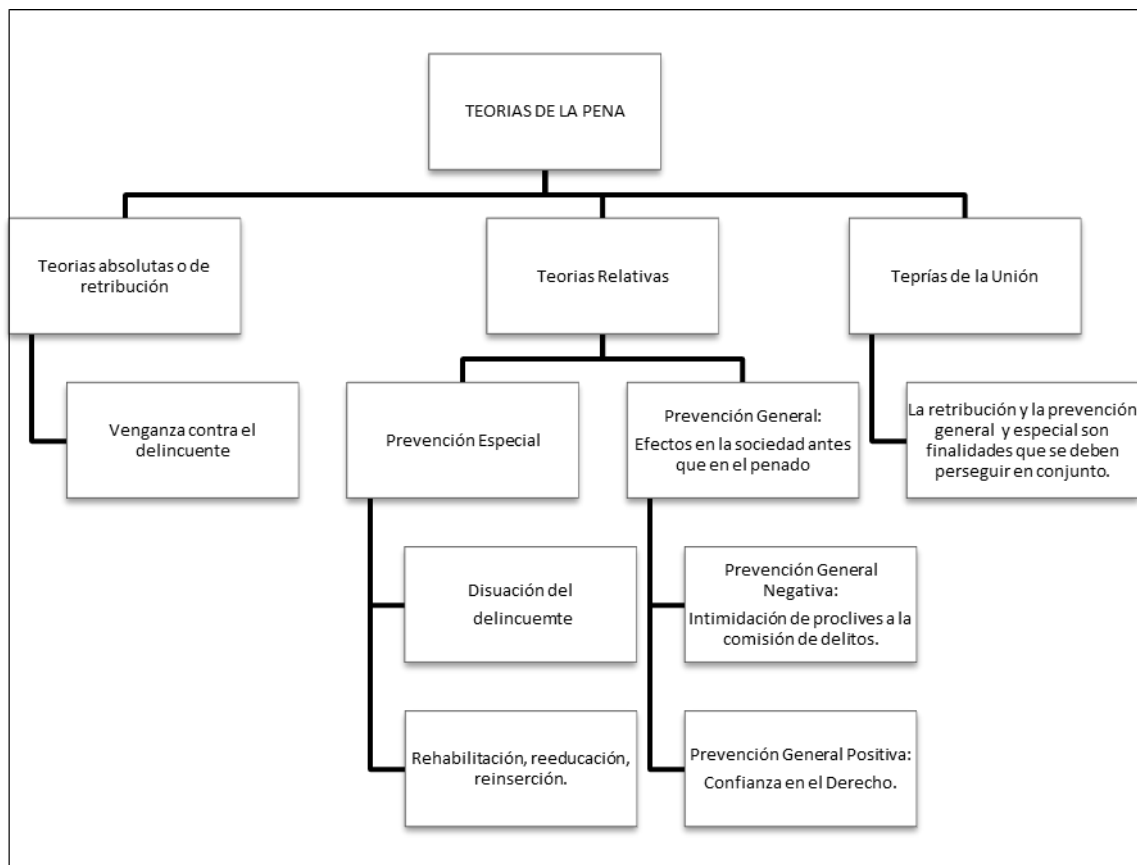 TEORIAS DE LA PENA
Teorias absolutas o de
retribución
Teorias Relativas
Teprías de la Unión
Venganza contra el
delincuente
Prevención Especial
Prevención General:
Efectos en la sociedad antes
que en el penado
La retribución y la prevención
general y especial son
finalidades que se deben
perseguir en conjunto.
Disuación del
delincuemte
Prevención General
Negativa:
Intimidación de proclives a la
comisión de delitos.
Rehabilitación, reeducación,
reinserción.
Prevención General Positiva:
Confianza en el Derecho.